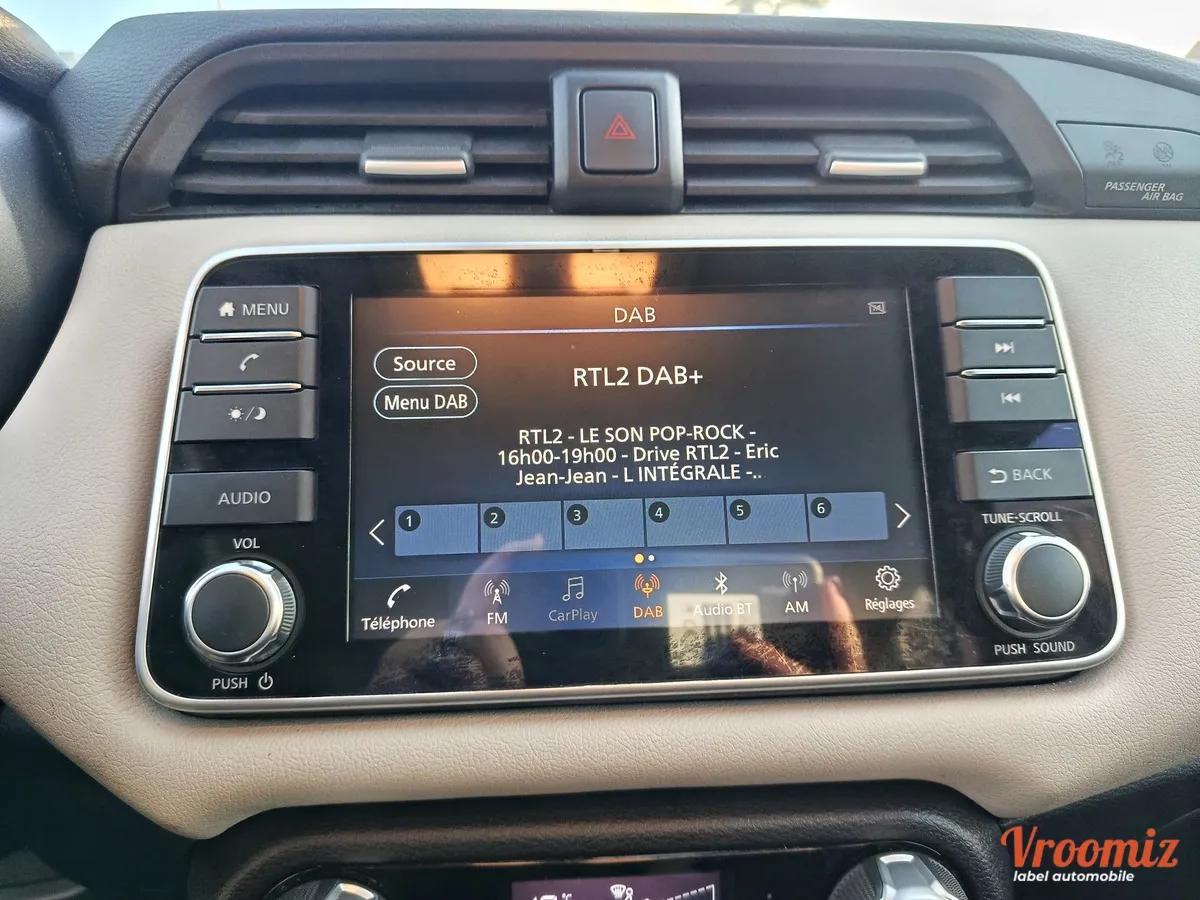 PASSENGER
AIR BAG
MENU
DAB
Source
Menu DAB
RTL2 DAB+
RTL2 - LE SON POP-ROCK -
16h00-19h00 - Drive RTL2 - Eric
Jean-Jean - L INTÉGRALE -..
AUDIO
BACK
1 2 3 4 5 6
VOL
TUNE·SCROLL
Téléphone FM CarPlay DAB Audio BT AM Réglages
PUSH
PUSH SOUND
Vroomiz
label automobile